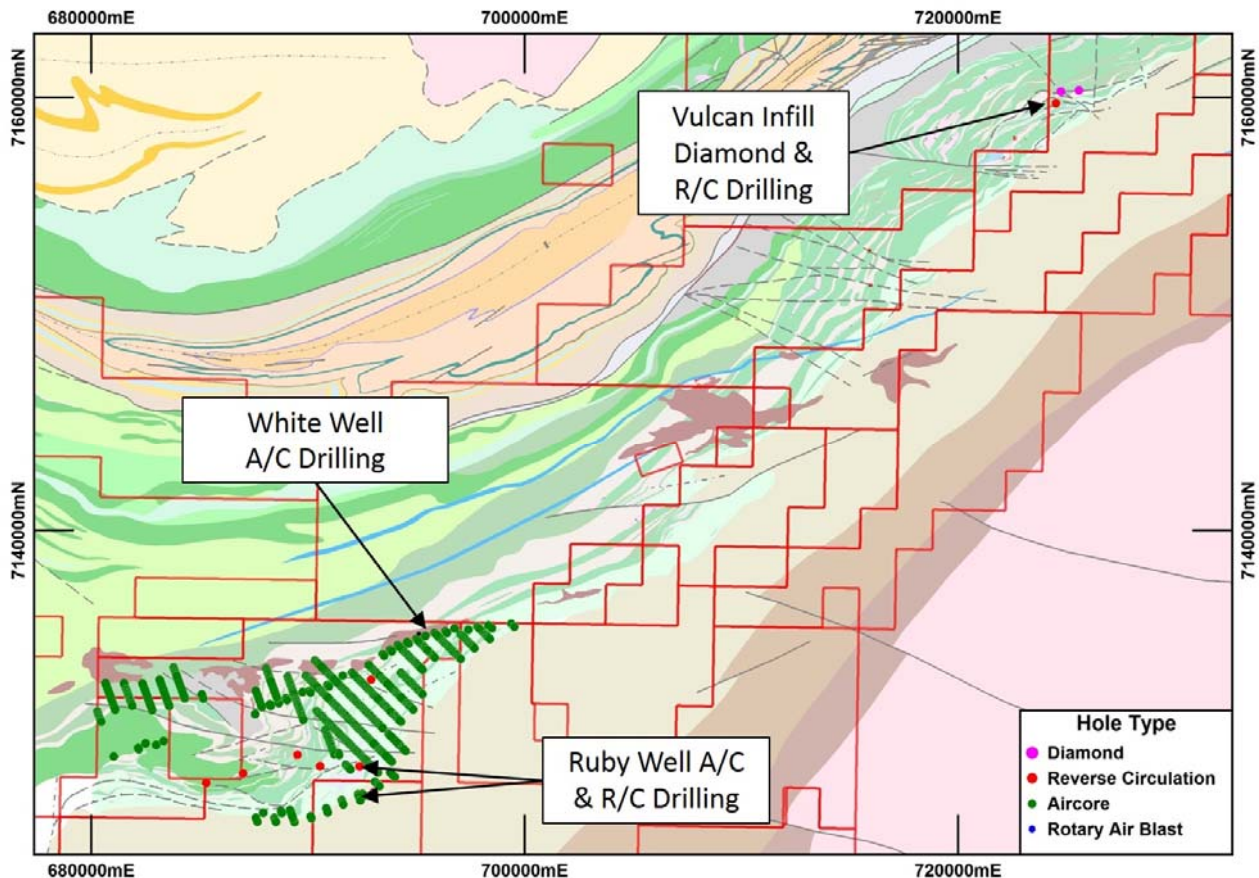 680000mE
700000mE
720000mE
7160000mN
7160000mN
Vulcan Infill
Diamond &
R/C Drilling
White Well
A/C Drilling
7140000mN
7140000mN
Ruby Well A/C
& R/C Drilling
Hole Type
Diamond
Reverse Circulation
Aircore
Rotary Air Blast
680000mE
700000mE
720000mE